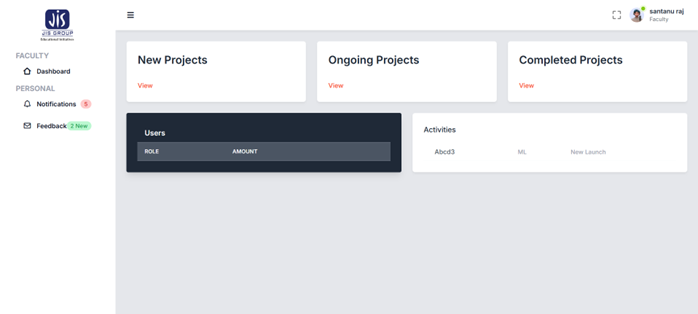 JIS
JIS GROUP
Educational Initiatives
FACULTY
Dashboard
PERSONAL
Notifications 5
Feedback 2 New
santanu raj
Faculty
New Projects
View
Ongoing Projects
View
Completed Projects
View
Users
ROLE AMOUNT
Activities
Abcd3 ML New Launch